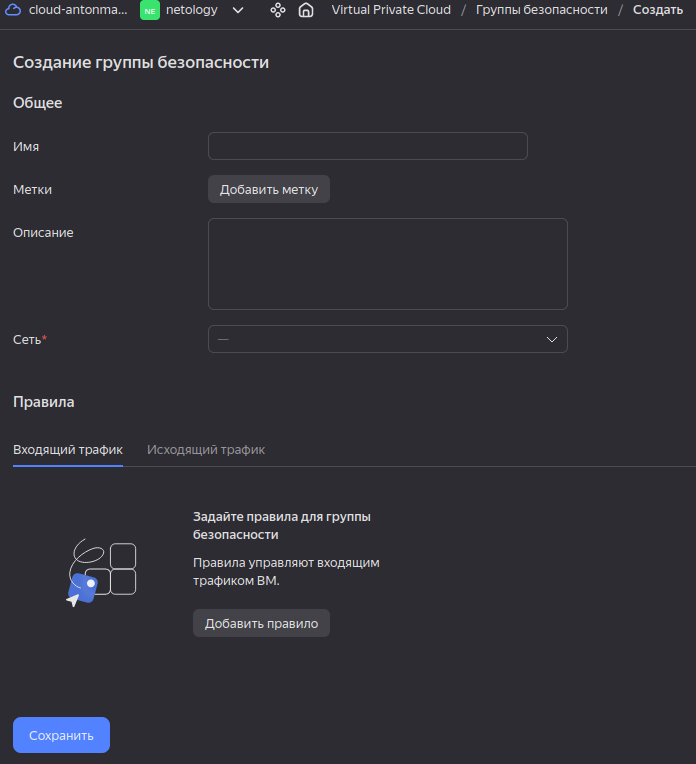 cloud-antonma... NE netology Virtual Private Cloud / Группы безопасности / Создать
Создание группы безопасности
Общее
Имя
Метки Добавить метку
Описание
Сеть* —
Правила
Входящий трафик Исходящий трафик
Задайте правила для группы
безопасности
Правила управляют входящим
трафиком ВМ.
Добавить правило
Сохранить